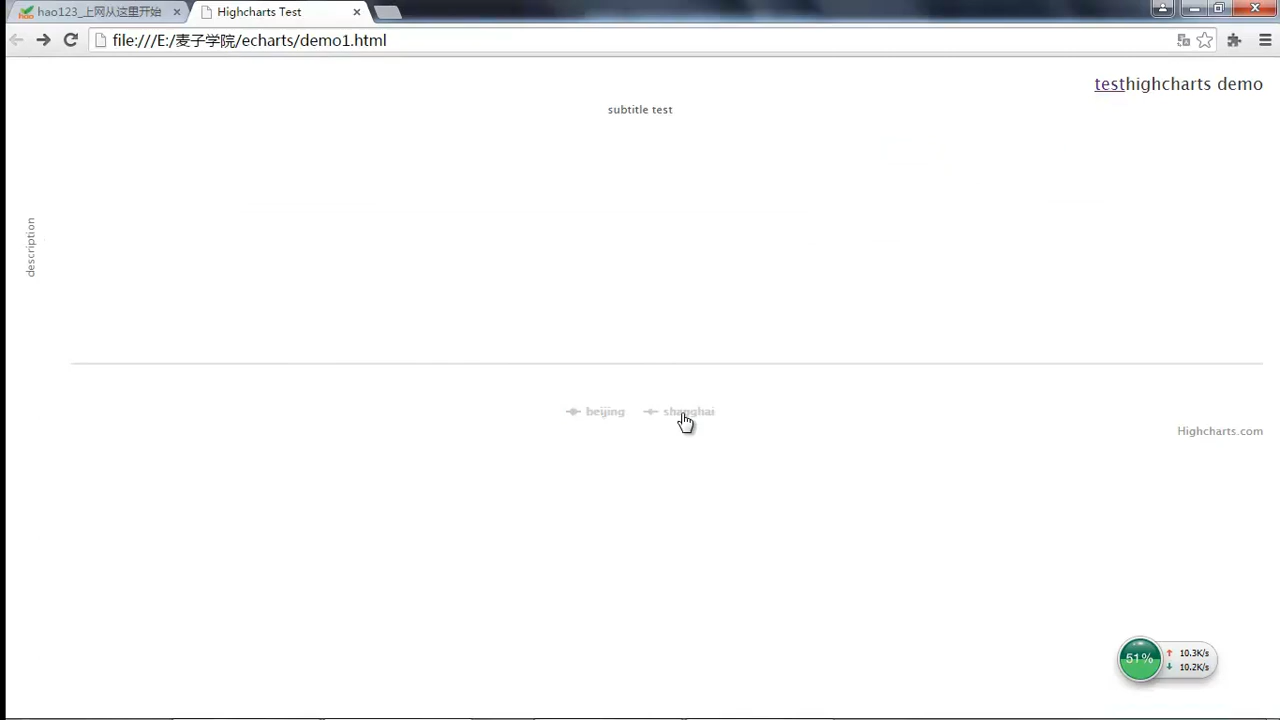 hao123_上网从这里开始
Highcharts Test
file:///E:/麦子学院/echarts/demo1.html
testhighcharts demo
subtitle test
description
beijing
shanghai
Highcharts.com
51%
10.3K/s
10.2K/s